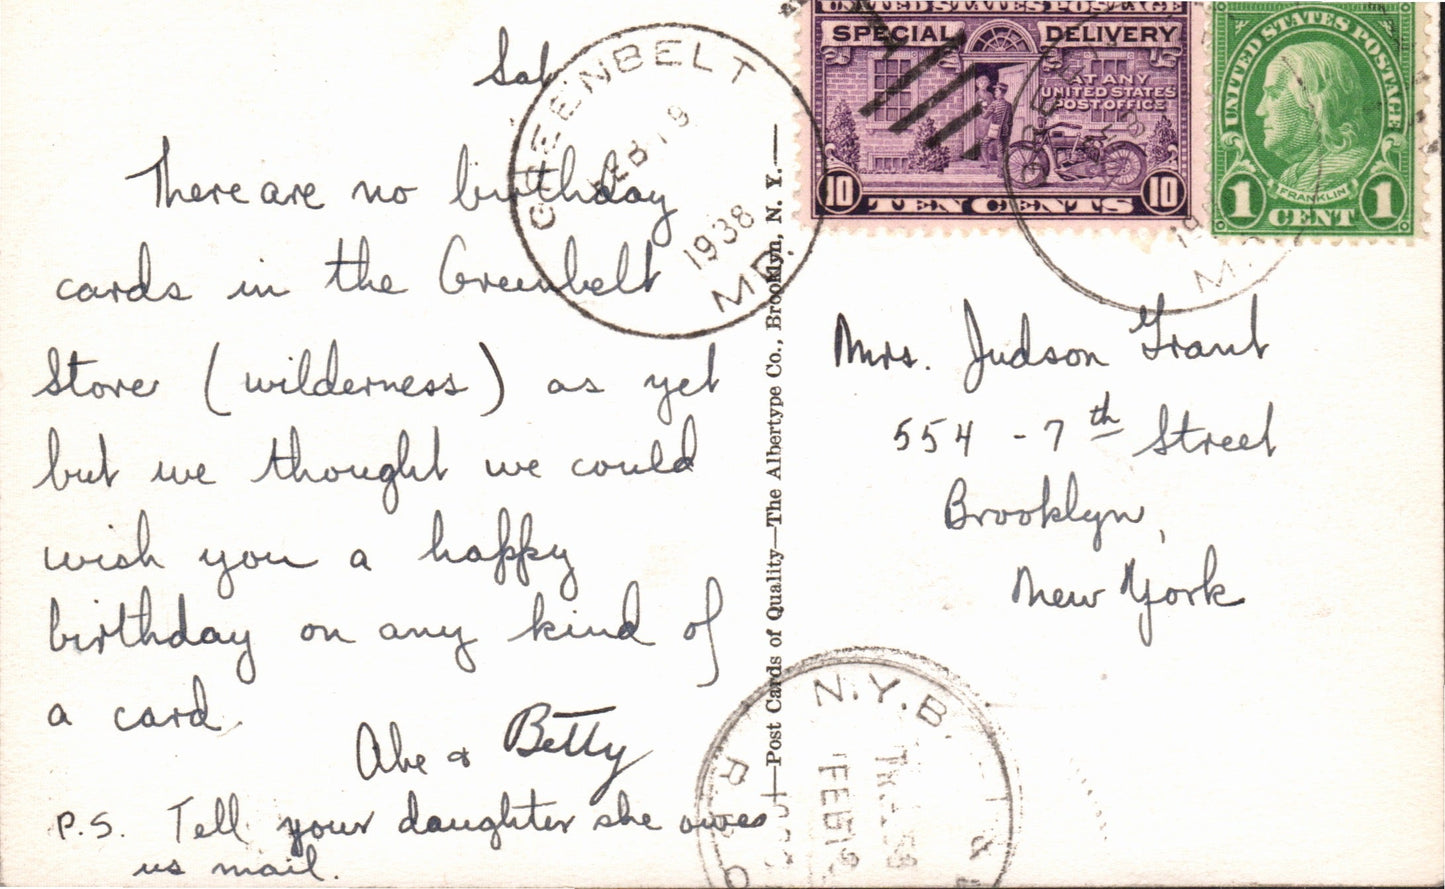 Sat
There are no birthday
cards in the Greenbelt
Store (wilderness) as yet
but we thought we could
wish you a happy
birthday on any kind of
a card.
Abe & Betty
P.S. Tell your daughter she owes
us mail.
GREENBELT
FEB 19
1938
MD.
Post Cards of Quality—The Albertype Co., Brooklyn, N. Y.
UNITED STATES POSTAGE
SPECIAL DELIVERY
AT ANY
UNITED STATES
POST OFFICE
10 TEN CENTS 10
UNITED STATES POSTAGE
FRANKLIN
1 CENT 1
Mrs. Judson Grant
554 - 7th Street
Brooklyn,
New York
N.Y.B.
FEB 19
R
&